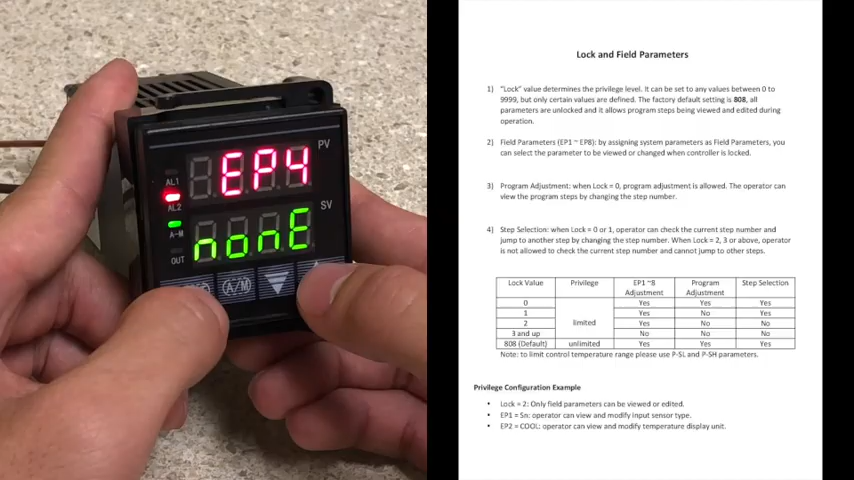 PV
EP4
AL1
AL2
SV
nonE
A-M
OUT
A/M
Lock and Field Parameters
1) "Lock" value determines the privilege level. It can be set to any values between 0 to
9999, but only certain values are defined. The factory default setting is 808, all
parameters are unlocked and it allows program steps being viewed and edited during
operation.
2) Field Parameters (EP1 ~ EP8): by assigning system parameters as Field Parameters, you
can select the parameter to be viewed or changed when controller is locked.
3) Program Adjustment: when Lock = 0, program adjustment is allowed. The operator can
view the program steps by changing the step number.
4) Step Selection: when Lock = 0 or 1, operator can check the current step number and
jump to another step by changing the step number. When Lock = 2, 3 or above, operator
is not allowed to check the current step number and cannot jump to other steps.
Lock Value Privilege EP1 ~8 Adjustment Program Adjustment Step Selection
0 limited Yes Yes Yes
1 Yes No Yes
2 Yes No No
3 and up No No No
808 (Default) unlimited Yes Yes Yes
Note: to limit control temperature range please use P-SL and P-SH parameters.
Privilege Configuration Example
• Lock = 2: Only field parameters can be viewed or edited.
• EP1 = Sn: operator can view and modify input sensor type.
• EP2 = COOL: operator can view and modify temperature display unit.